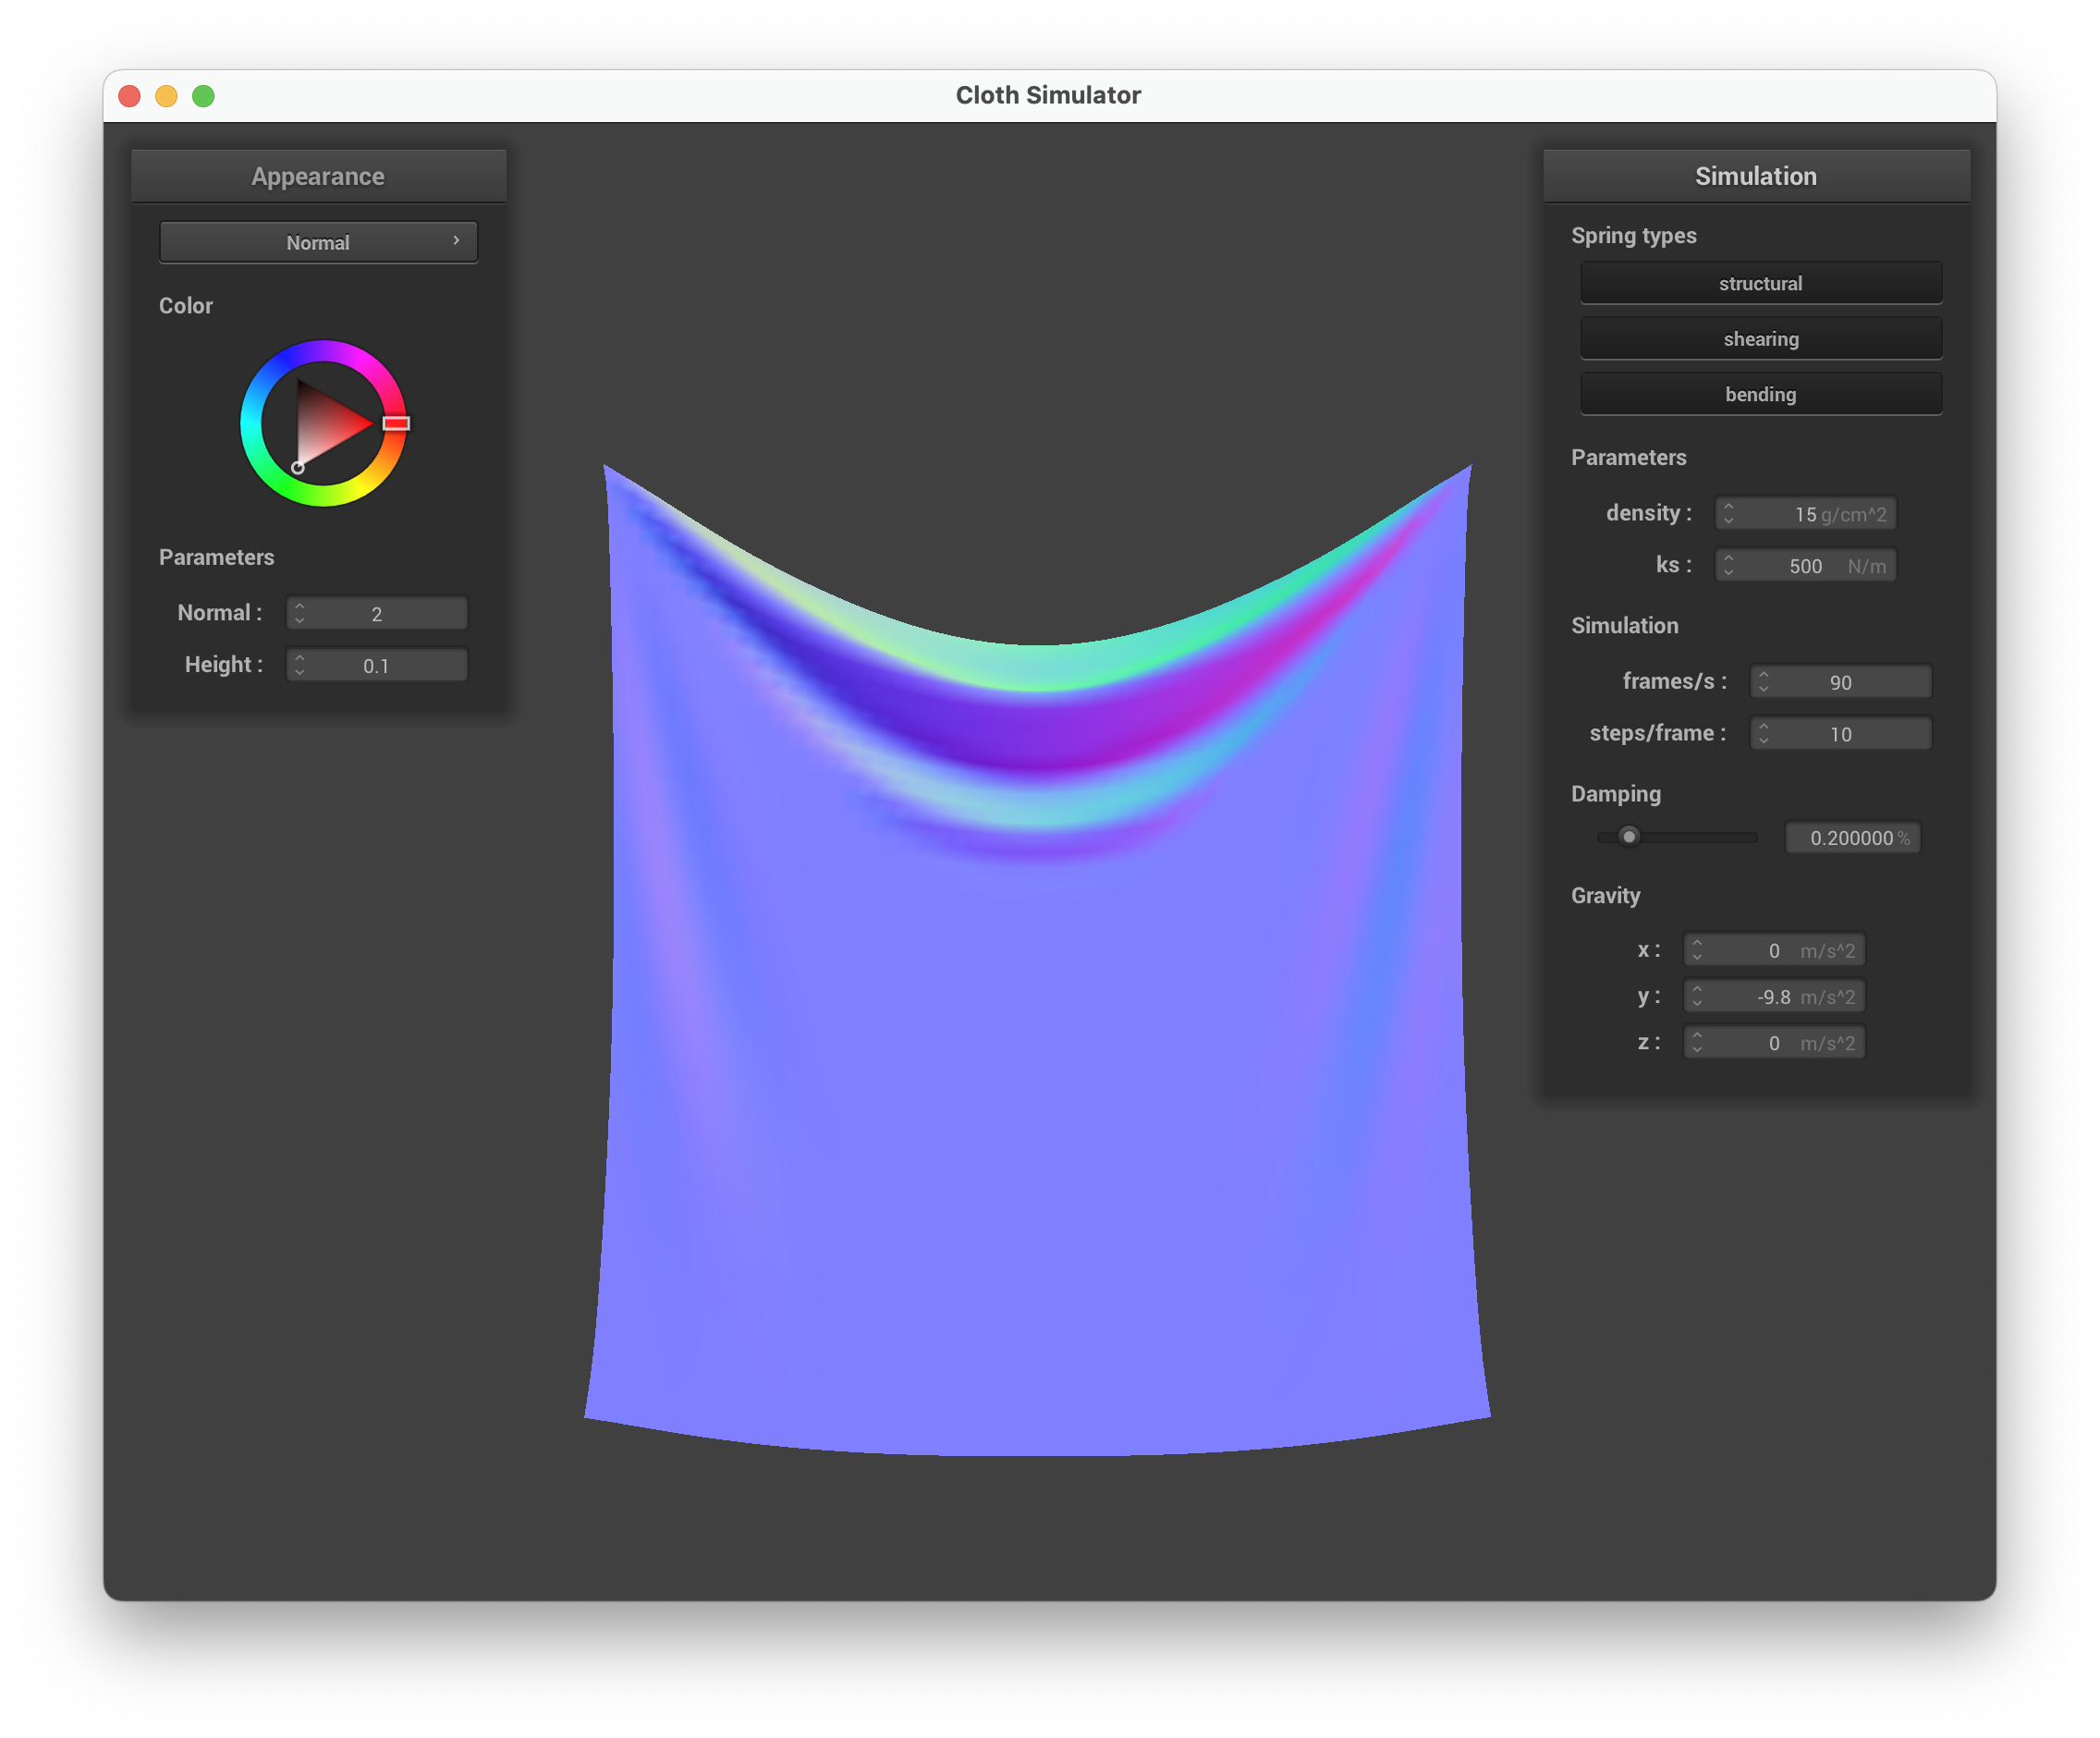 Cloth Simulator
Appearance
Normal
Color
Parameters
Normal : 2
Height : 0.1
Simulation
Spring types
structural
shearing
bending
Parameters
density : 15 g/cm^2
ks : 500 N/m
Simulation
frames/s : 90
steps/frame : 10
Damping
0.200000 %
Gravity
x : 0 m/s^2
y : -9.8 m/s^2
z : 0 m/s^2